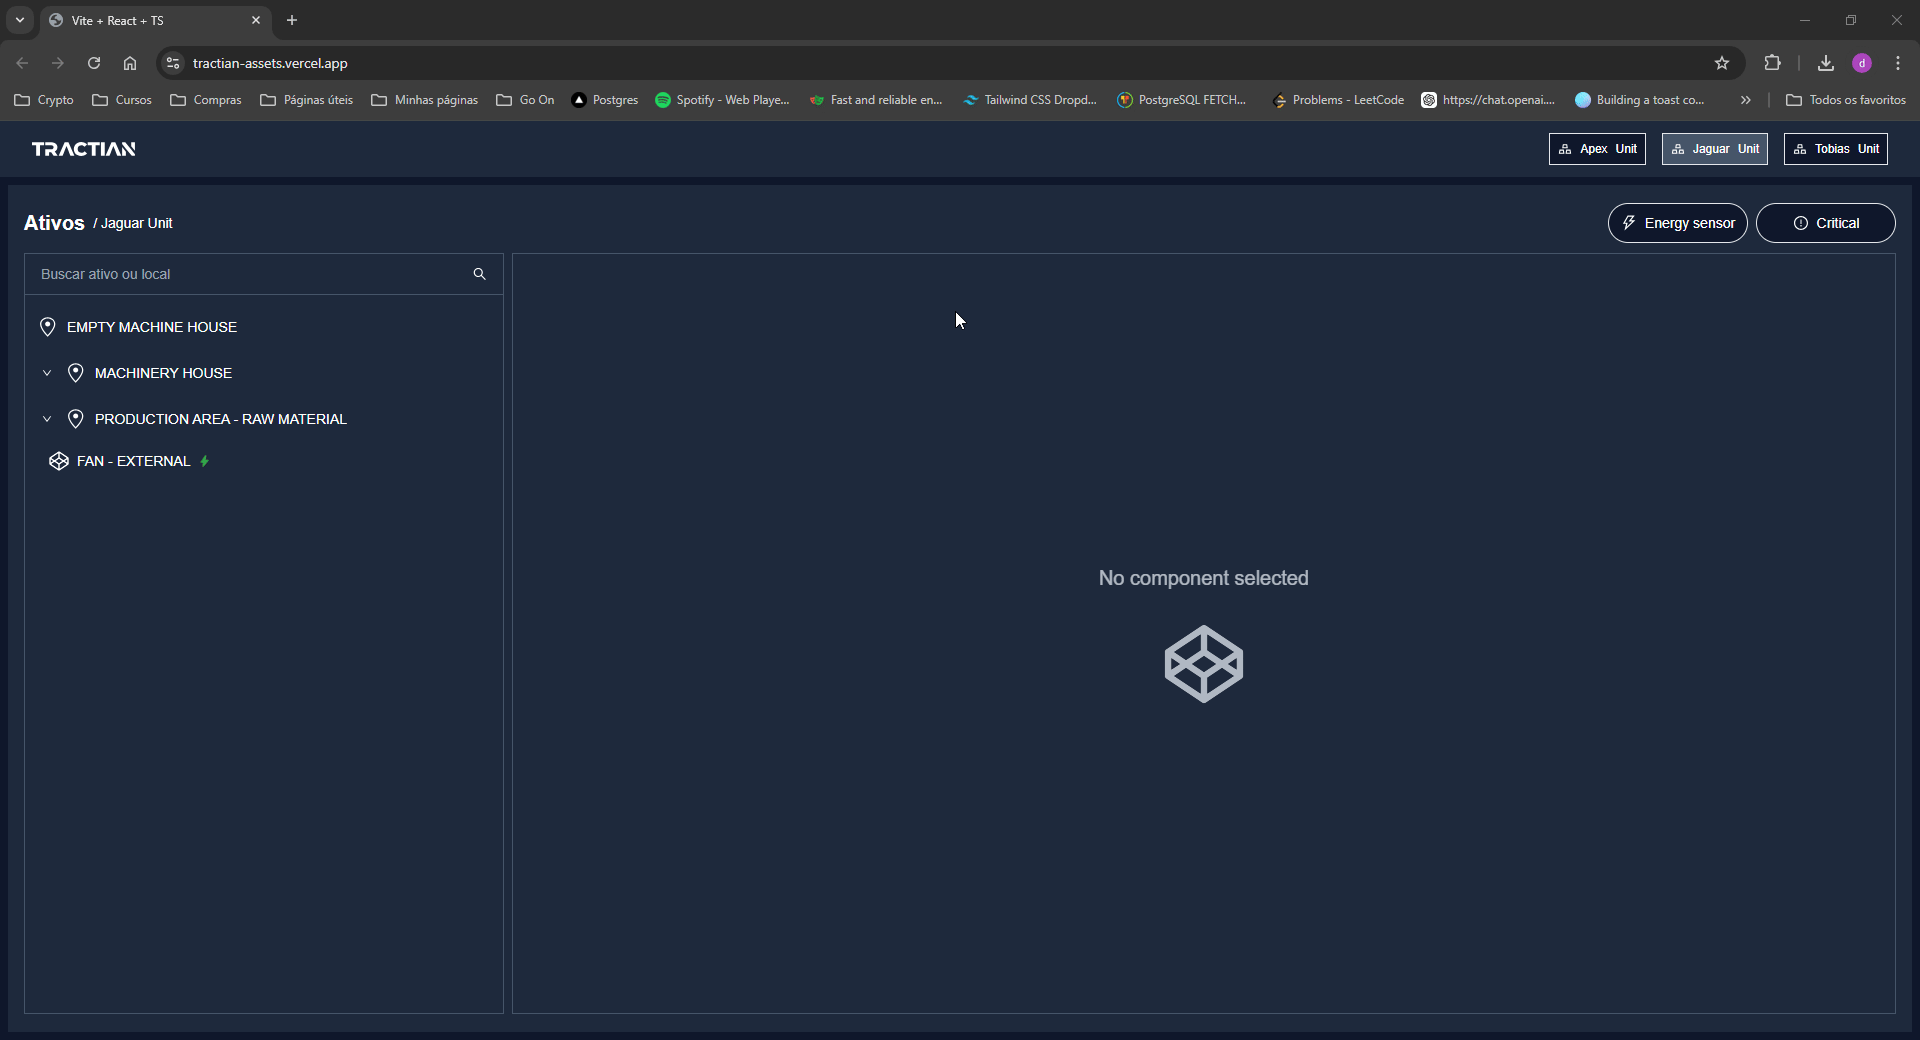 Vite + React + TS
tractian-assets.vercel.app
d
Crypto Cursos Compras Páginas úteis Minhas páginas Go On Postgres Spotify - Web Playe... Fast and reliable en... Tailwind CSS Dropd... PostgreSQL FETCH... Problems - LeetCode https://chat.openai.... Building a toast co... Todos os favoritos
TRACTIAN Apex Unit Jaguar Unit Tobias Unit
Ativos / Jaguar Unit Energy sensor Critical
Buscar ativo ou local
EMPTY MACHINE HOUSE
MACHINERY HOUSE
PRODUCTION AREA - RAW MATERIAL
FAN - EXTERNAL
No component selected